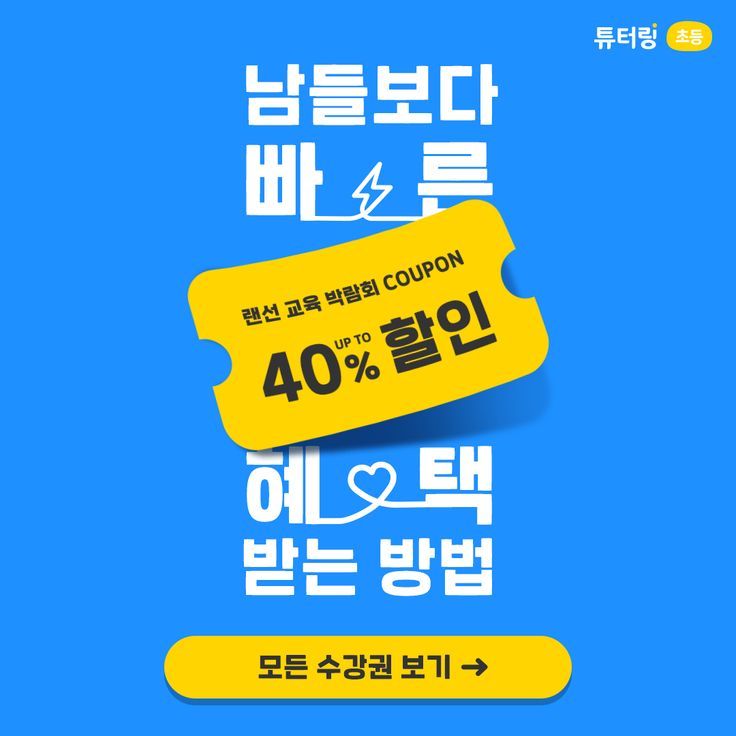 튜터링 초등
남들보다
빠른
랜선 교육 박람회 COUPON
UP TO
40% 할인
혜택
받는 방법
모든 수강권 보기 →